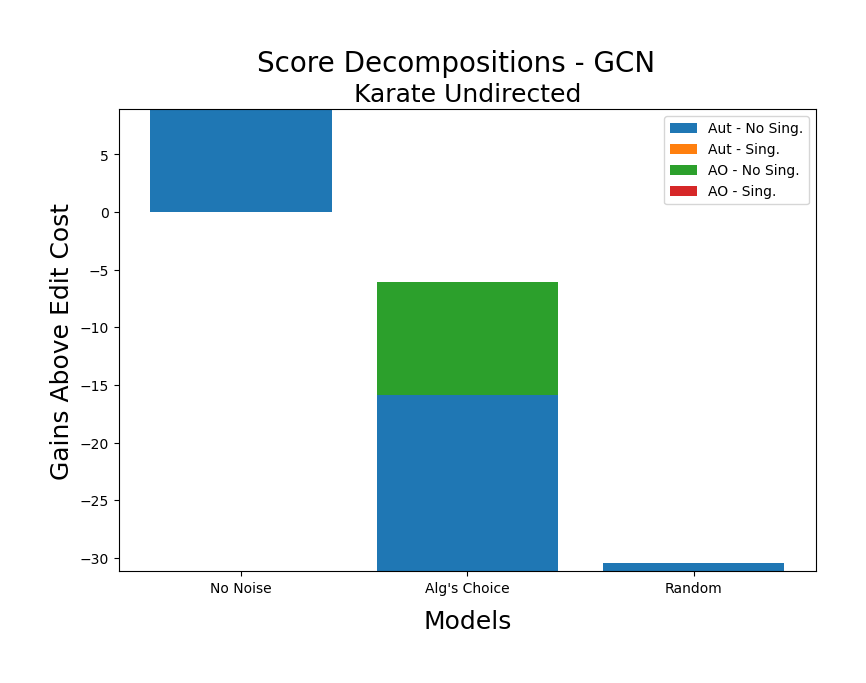 Score Decompositions - GCN
Karate Undirected
Aut - No Sing.
Aut - Sing.
AO - No Sing.
AO - Sing.
Gains Above Edit Cost
5
0
−5
−10
−15
−20
−25
−30
No Noise
Alg's Choice
Random
Models